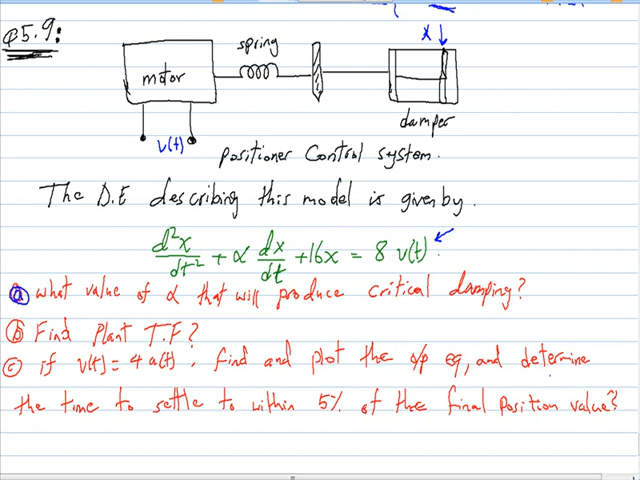 Q5.9:
x
spring
motor
damper
v(t)
Positioner Control system.
The D.E describing this model is given by.
d²x/dt² + α dx/dt + 16x = 8 v(t)
a what value of α that will produce critical damping?
b Find Plant T.F?
c if v(t) = 4 u(t), find and plot the o/p eq, and determine
the time to settle to within 5% of the final position value?